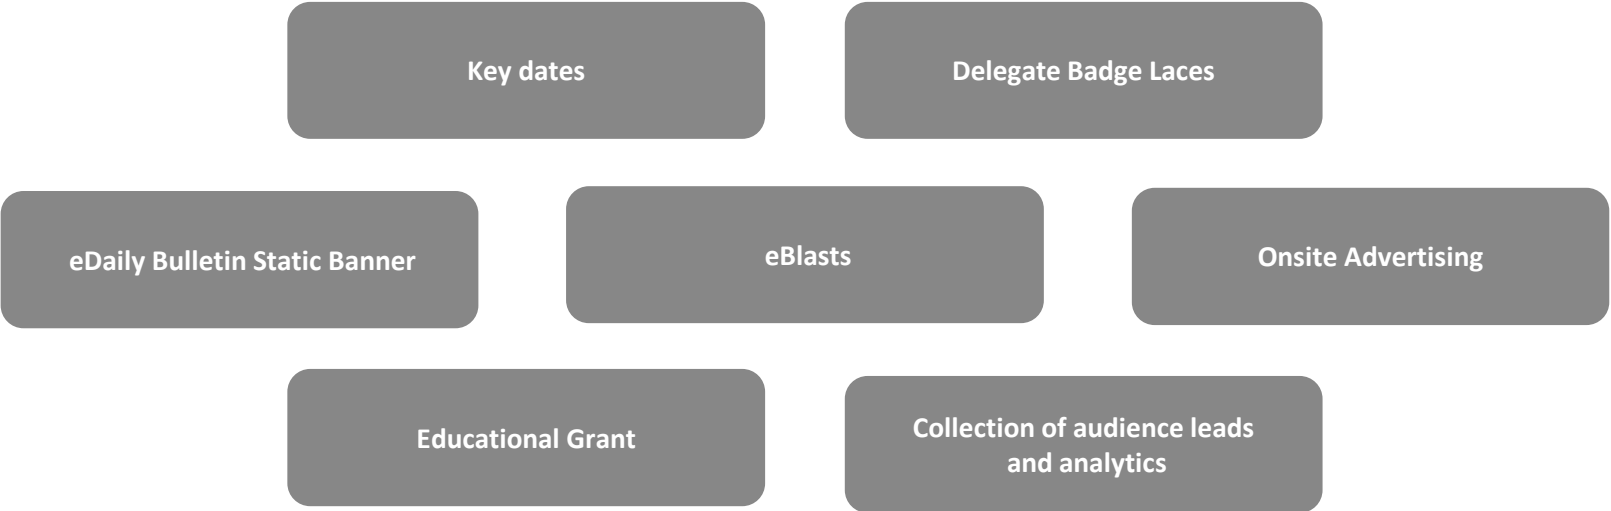 Key dates
Delegate Badge Laces
eDaily Bulletin Static Banner
eBlasts
Onsite Advertising
Educational Grant
Collection of audience leads
and analytics